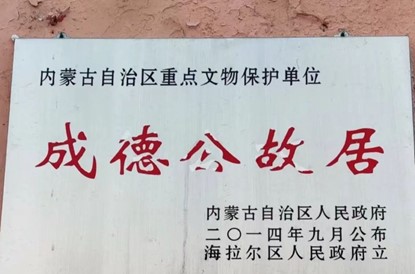 内蒙古自治区重点文物保护单位
成德公故居
内蒙古自治区人民政府
二〇一四年九月公布
海拉尔区人民政府立